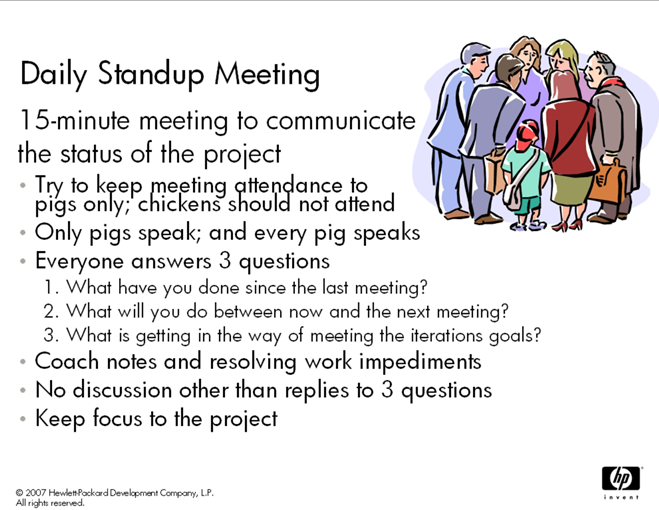 Daily Standup Meeting
15-minute meeting to communicate
the status of the project
• Try to keep meeting attendance to
pigs only; chickens should not attend
• Only pigs speak; and every pig speaks
• Everyone answers 3 questions
1. What have you done since the last meeting?
2. What will you do between now and the next meeting?
3. What is getting in the way of meeting the iterations goals?
• Coach notes and resolving work impediments
• No discussion other than replies to 3 questions
• Keep focus to the project
© 2007 Hewlett-Packard Development Company, L.P.
All rights reserved.
hp
invent